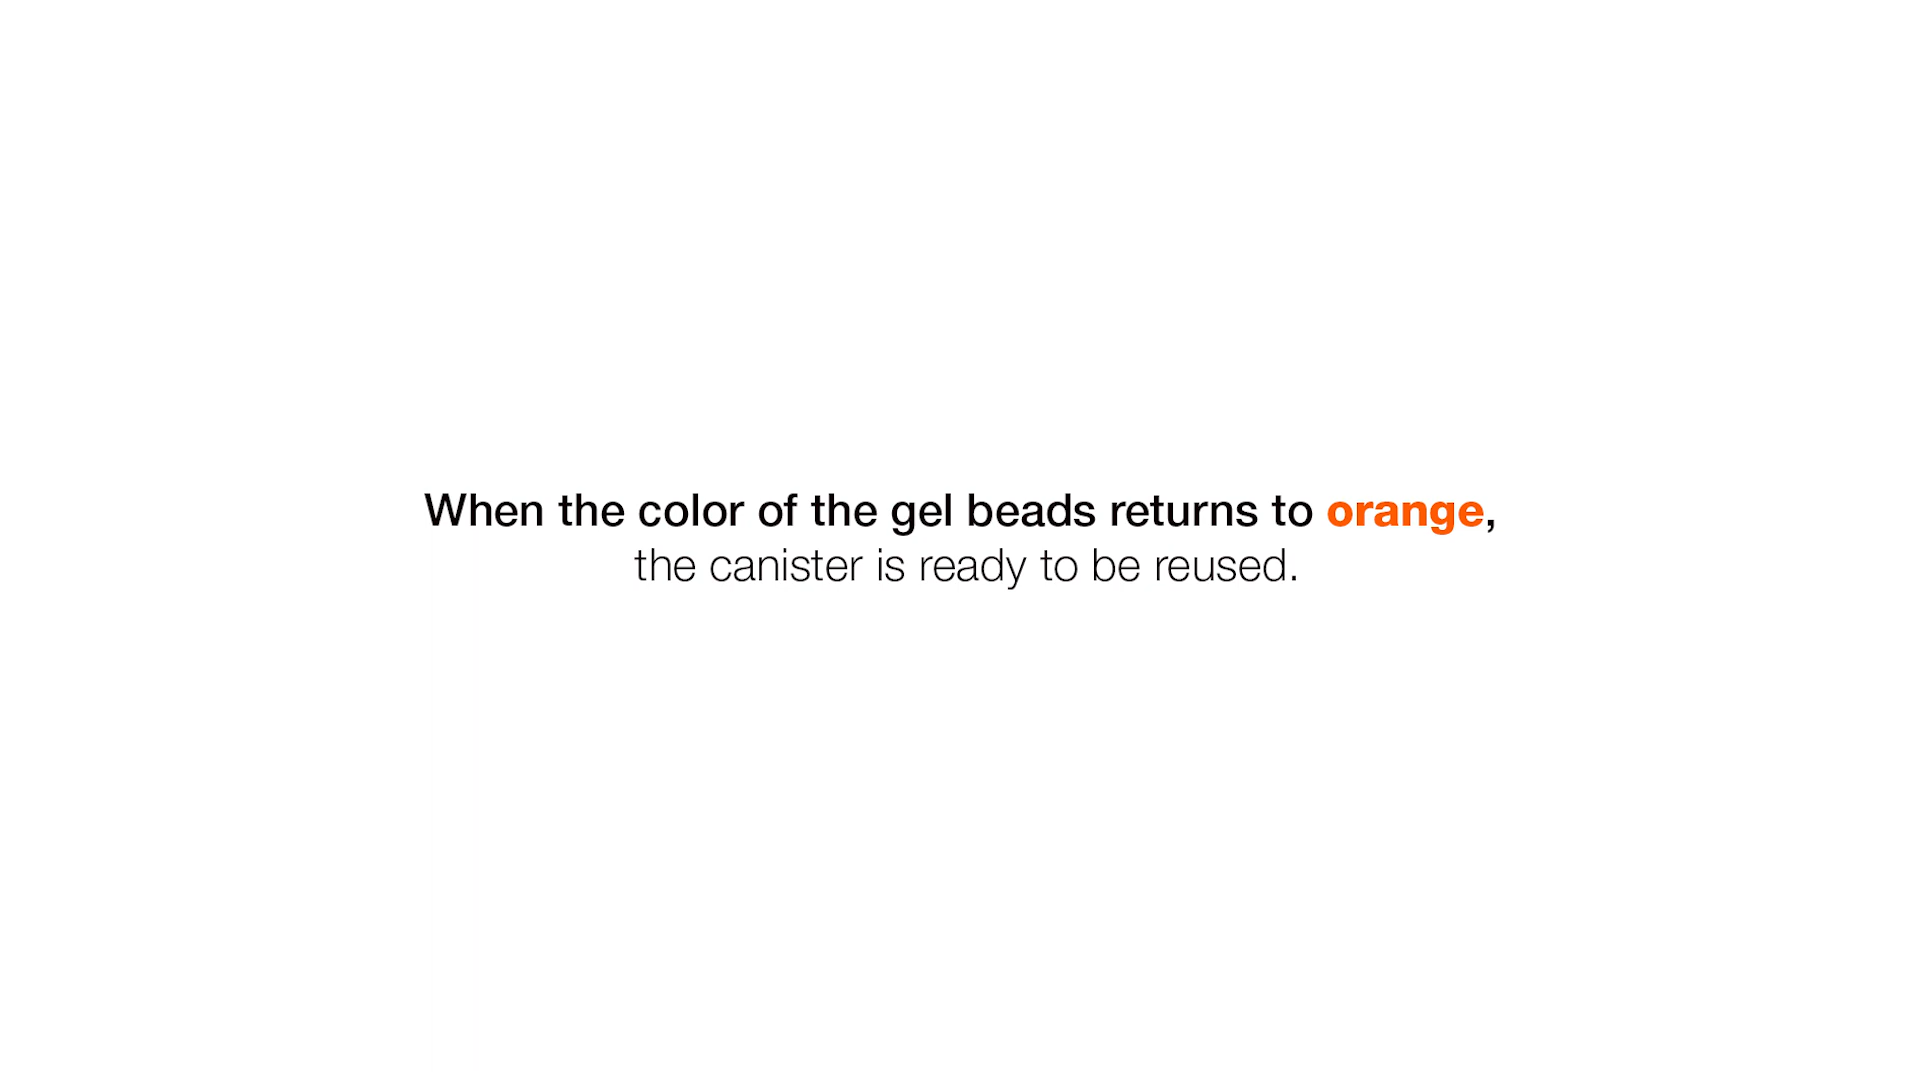 When the color of the gel beads returns to orange,
the canister is ready to be reused.